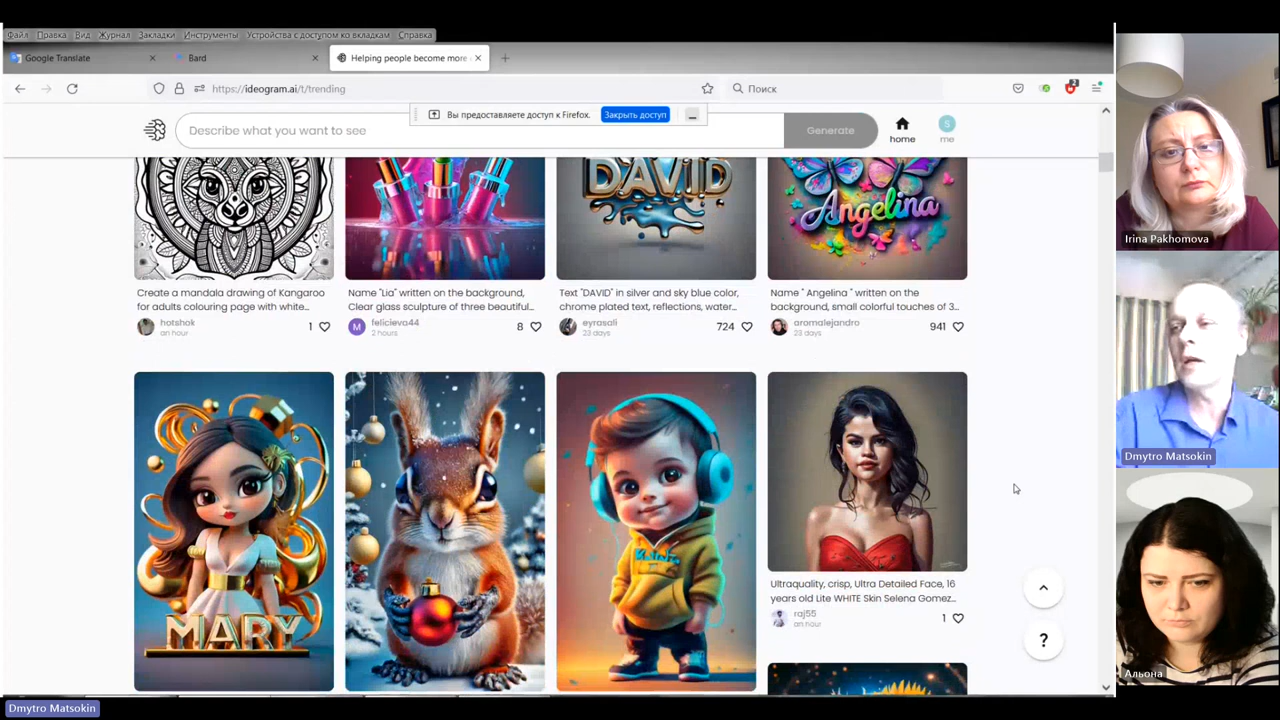 Файл Правка Вид Журнал Закладки Инструменты Устройства с доступом ко вкладкам Справка
Google Translate
Bard
Helping people become more
https://ideogram.ai/t/trending
Поиск
2
Вы предоставляете доступ к Firefox.
Закрыть доступ
Describe what you want to see
Generate
home
S
me
DAVID
Angelina
Create a mandala drawing of Kangaroo
for adults colouring page with white...
hotshak
an hour
1
Name "Lia" written on the background,
Clear glass sculpture of three beautiful...
M
felicieva44
2 hours
8
Text "DAVID" in silver and sky blue color,
chrome plated text, reflections, water...
eyrasali
23 days
724
Name " Angelina " written on the
background, small colorful touches of 3...
aromalejandro
23 days
941
MARY
Ultraquality, crisp, Ultra Detailed Face, 16
years old Lite WHITE Skin Selena Gomez...
raj55
an hour
1
?
Irina Pakhomova
Dmytro Matsokin
Альона
Dmytro Matsokin